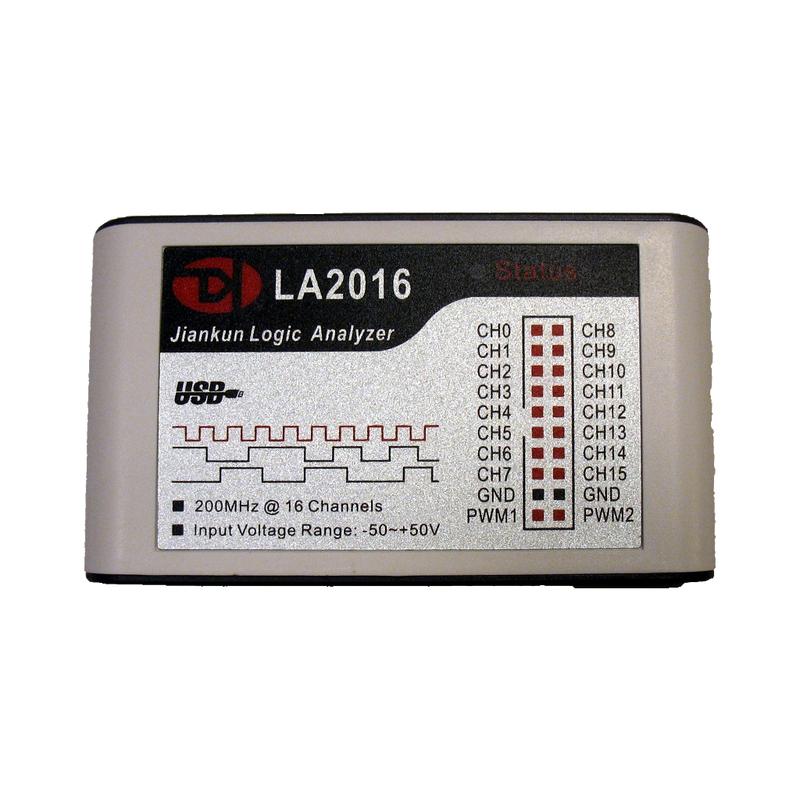 LA2016
Status
Jiankun Logic Analyzer
USB
200MHz @ 16 Channels
Input Voltage Range: -50~+50V
CH0 CH8
CH1 CH9
CH2 CH10
CH3 CH11
CH4 CH12
CH5 CH13
CH6 CH14
CH7 CH15
GND GND
PWM1 PWM2